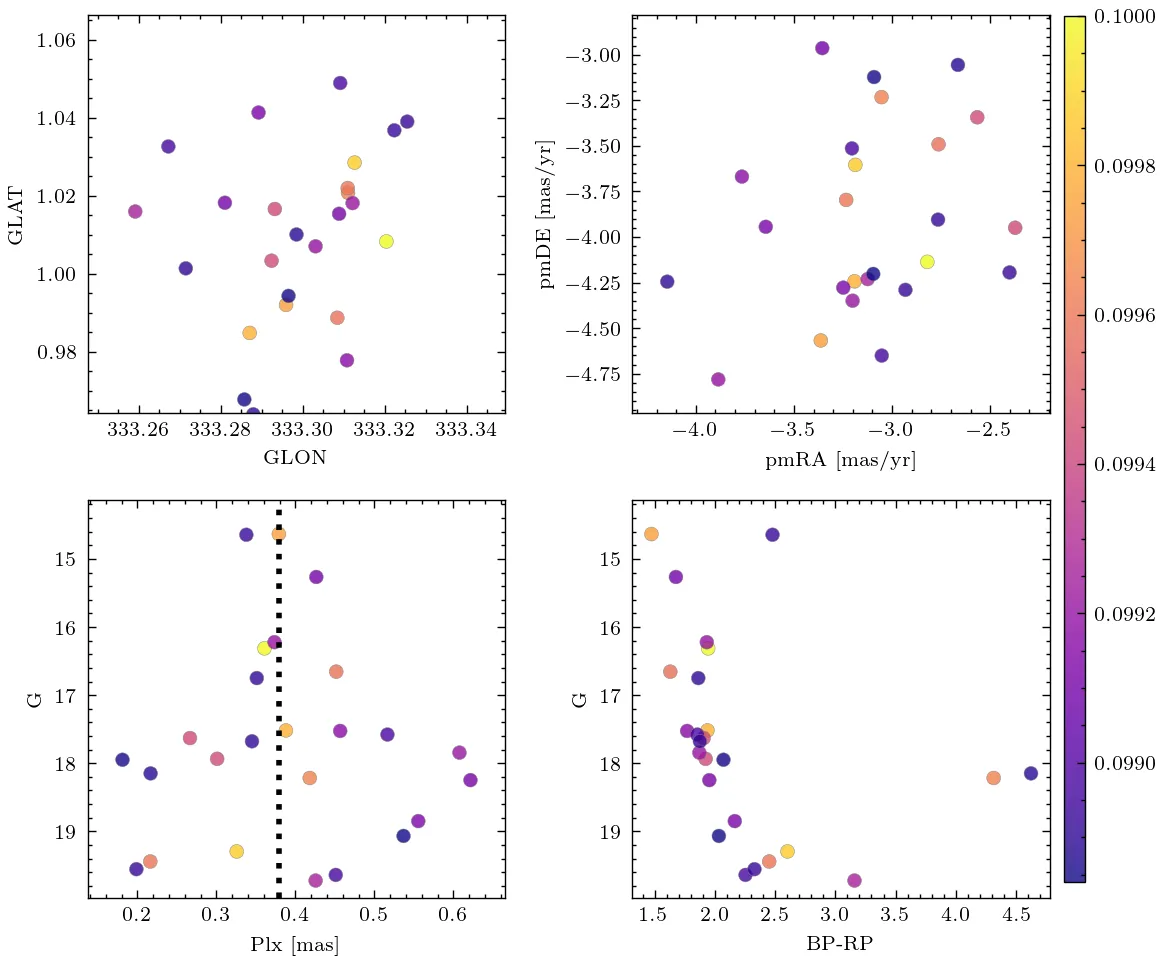 1.06
1.04
1.02
1.00
0.98
GLAT
333.26 333.28 333.30 333.32 333.34
GLON
−3.00
−3.25
−3.50
−3.75
−4.00
−4.25
−4.50
−4.75
pmDE [mas/yr]
−4.0 −3.5 −3.0 −2.5
pmRA [mas/yr]
0.1000
0.0998
0.0996
0.0994
0.0992
0.0990
15
16
17
18
19
G
0.2 0.3 0.4 0.5 0.6
Plx [mas]
15
16
17
18
19
G
1.5 2.0 2.5 3.0 3.5 4.0 4.5
BP-RP